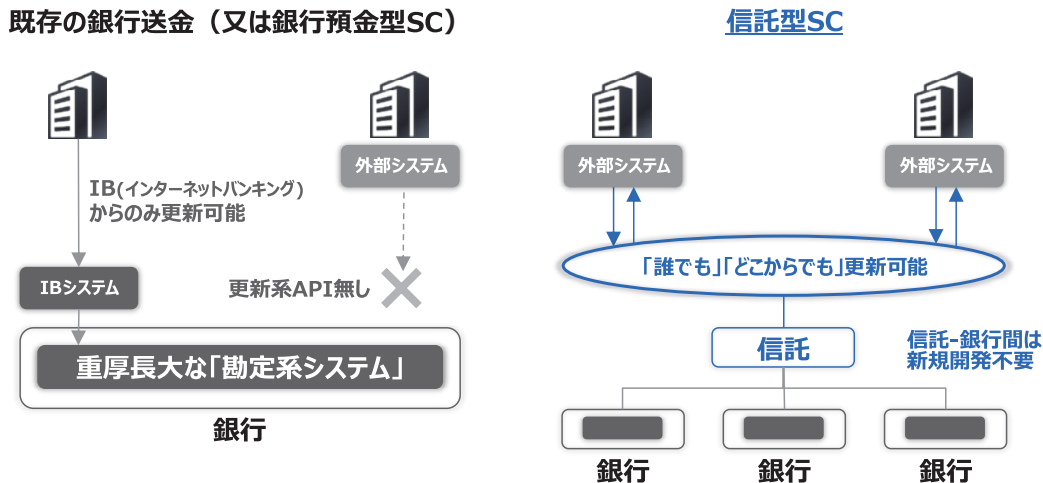 既存の銀行送金（又は銀行預金型SC）
外部システム
IB(インターネットバンキング)
からのみ更新可能
IBシステム
更新系API無し
重厚長大な「勘定系システム」
銀行
信託型SC
外部システム
外部システム
「誰でも」「どこからでも」更新可能
信託
信託-銀行間は
新規開発不要
銀行
銀行
銀行